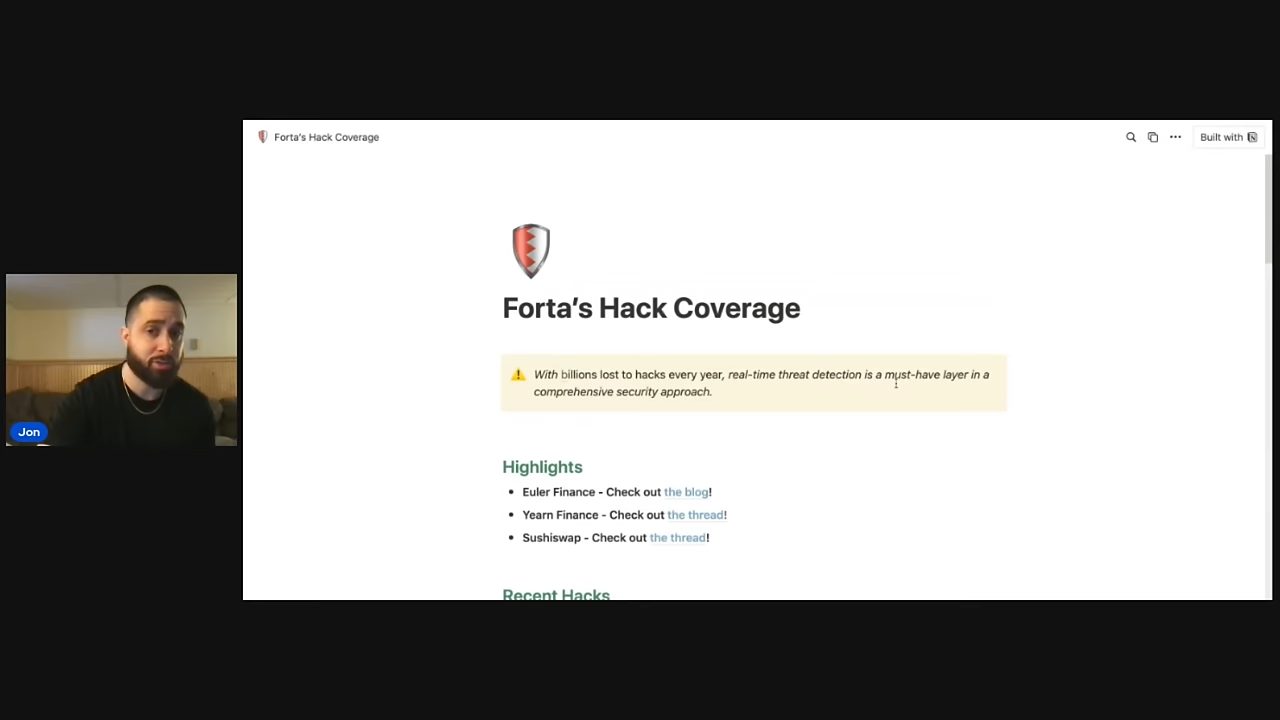 Forta's Hack Coverage
Built with
Forta's Hack Coverage
With billions lost to hacks every year, real-time threat detection is a must-have layer in a
comprehensive security approach.
Highlights
Euler Finance - Check out the blog!
Yearn Finance - Check out the thread!
Sushiswap - Check out the thread!
Recent Hacks
Jon